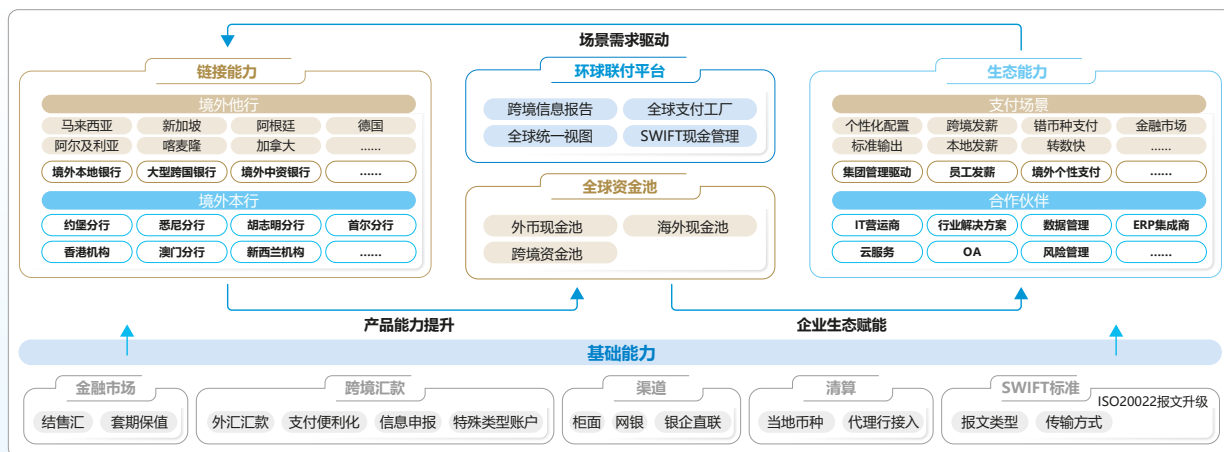 场景需求驱动
链接能力
境外他行
马来西亚 新加坡 阿根廷 德国
阿尔及利亚 喀麦隆 加拿大 ......
境外本地银行 大型跨国银行 境外中资银行 ......
境外本行
约堡分行 悉尼分行 胡志明分行 首尔分行
香港机构 澳门分行 新西兰机构 ......
环球联付平台
跨境信息报告 全球支付工厂
全球统一视图 SWIFT现金管理
全球资金池
外币现金池 海外现金池
跨境资金池
生态能力
支付场景
个性化配置 跨境发薪 错币种支付 金融市场
标准输出 本地发薪 转数快 ......
集团管理驱动 员工发薪 境外个性支付 ......
合作伙伴
IT营运商 行业解决方案 数据管理 ERP集成商
云服务 OA 风险管理 ......
产品能力提升 企业生态赋能
基础能力
金融市场
结售汇 套期保值
跨境汇款
外汇汇款 支付便利化 信息申报 特殊类型账户
渠道
柜面 网银 银企直联
清算
当地币种 代理行接入
SWIFT标准
ISO20022报文升级
报文类型 传输方式